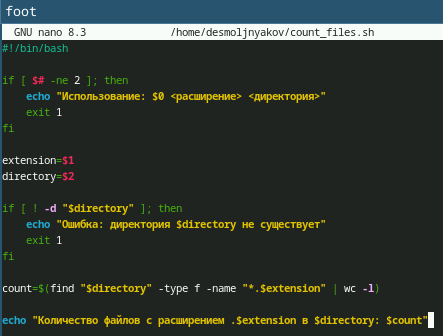 foot
GNU nano 8.3 /home/desmoljnyakov/count_files.sh
#!/bin/bash
if [ $# -ne 2 ]; then
echo "Использование: $0 <расширение> <директория>"
exit 1
fi
extension=$1
directory=$2
if [ ! -d "$directory" ]; then
echo "Ошибка: директория $directory не существует"
exit 1
fi
count=$(find "$directory" -type f -name "*.$extension" | wc -l)
echo "Количество файлов с расширением .$extension в $directory: $count"